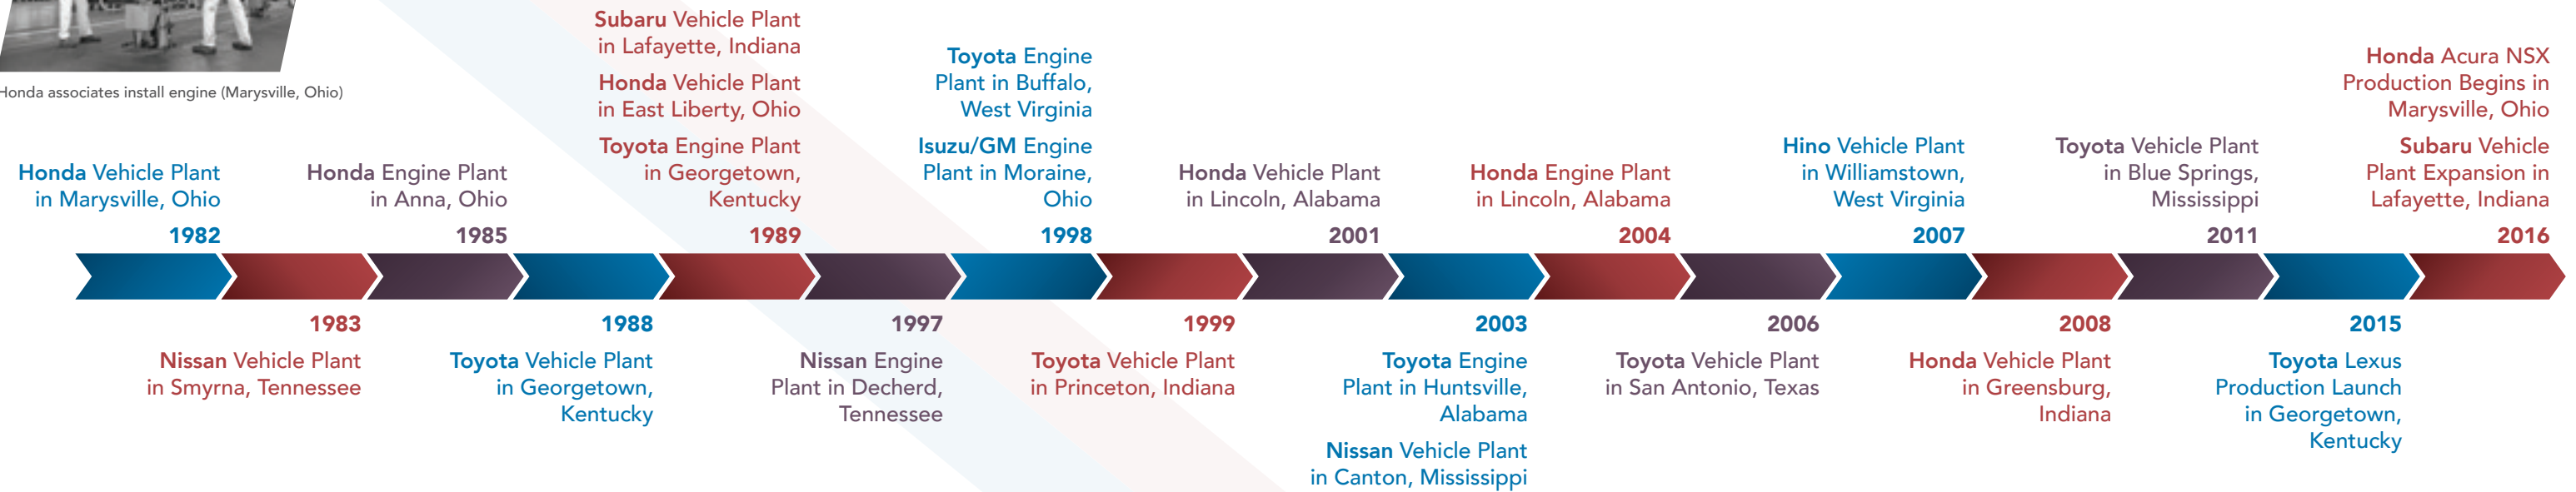 Honda associates install engine (Marysville, Ohio)
Honda Vehicle Plant
in Marysville, Ohio
1982
1983
Nissan Vehicle Plant
in Smyrna, Tennessee
Honda Engine Plant
in Anna, Ohio
1985
1988
Toyota Vehicle Plant
in Georgetown,
Kentucky
Subaru Vehicle Plant
in Lafayette, Indiana
Honda Vehicle Plant
in East Liberty, Ohio
Toyota Engine Plant
in Georgetown,
Kentucky
1989
1997
Nissan Engine
Plant in Decherd,
Tennessee
Toyota Engine
Plant in Buffalo,
West Virginia
Isuzu/GM Engine
Plant in Moraine,
Ohio
1998
1999
Toyota Vehicle Plant
in Princeton, Indiana
Honda Vehicle Plant
in Lincoln, Alabama
2001
2003
Toyota Engine
Plant in Huntsville,
Alabama
Nissan Vehicle Plant
in Canton, Mississippi
Honda Engine Plant
in Lincoln, Alabama
2004
2006
Toyota Vehicle Plant
in San Antonio, Texas
Hino Vehicle Plant
in Williamstown,
West Virginia
2007
2008
Honda Vehicle Plant
in Greensburg,
Indiana
Toyota Vehicle Plant
in Blue Springs,
Mississippi
2011
2015
Toyota Lexus
Production Launch
in Georgetown,
Kentucky
Honda Acura NSX
Production Begins in
Marysville, Ohio
Subaru Vehicle
Plant Expansion in
Lafayette, Indiana
2016